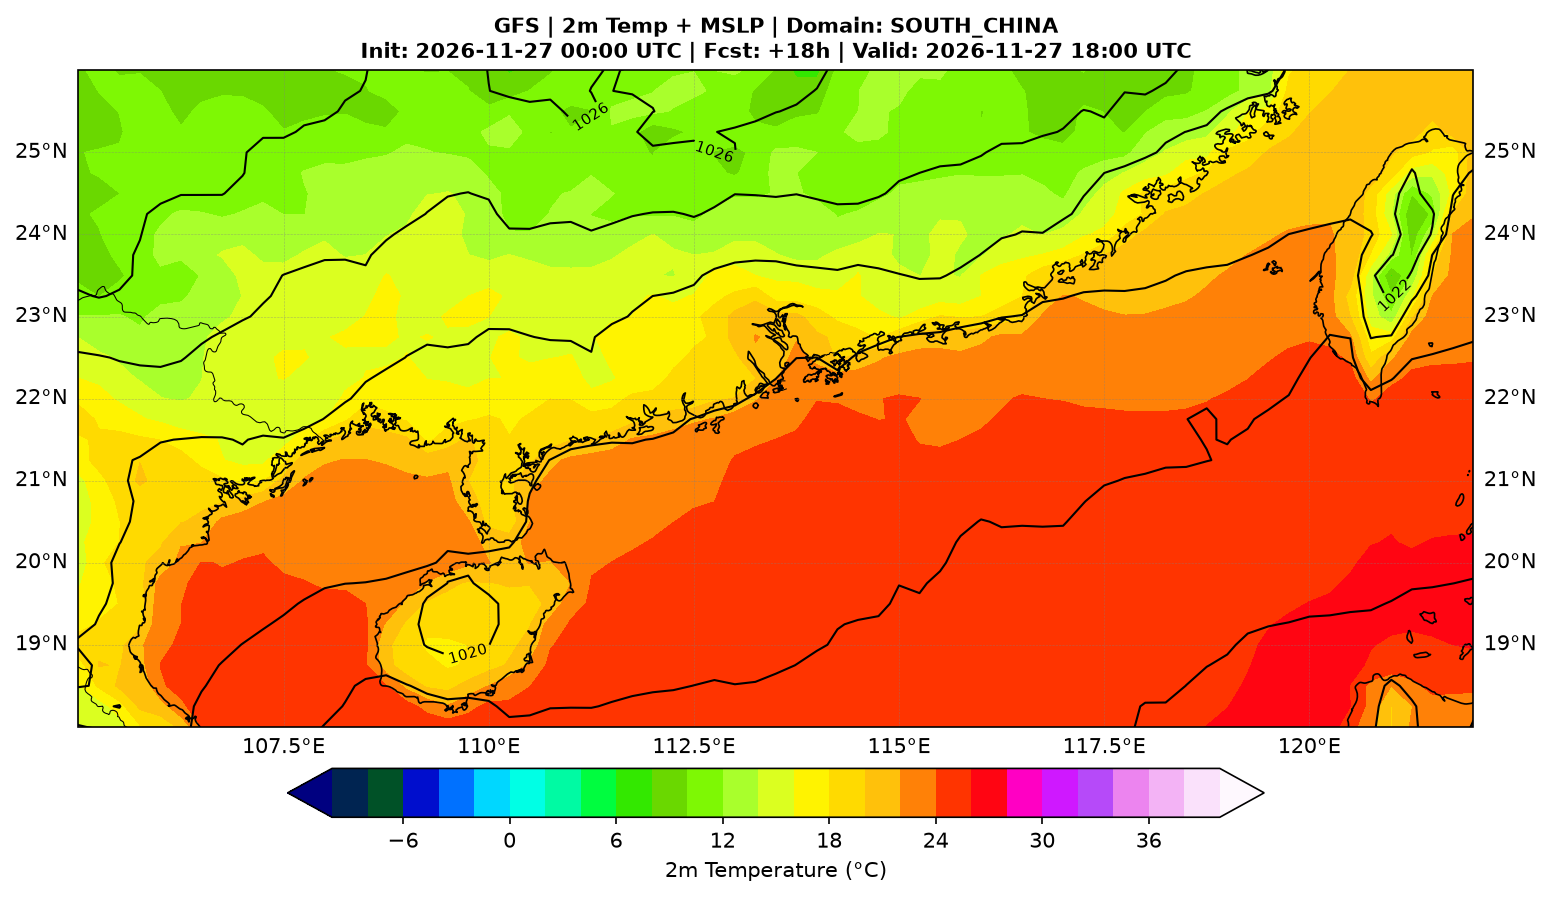 GFS | 2m Temp + MSLP | Domain: SOUTH_CHINA
Init: 2026-11-27 00:00 UTC | Fcst: +18h | Valid: 2026-11-27 18:00 UTC
1026
1026
25°N
25°N
24°N
24°N
1022
23°N
23°N
22°N
22°N
21°N
21°N
20°N
20°N
1020
19°N
19°N
107.5°E
110°E
112.5°E
115°E
117.5°E
120°E
−6
0
6
12
18
24
30
36
2m Temperature (°C)